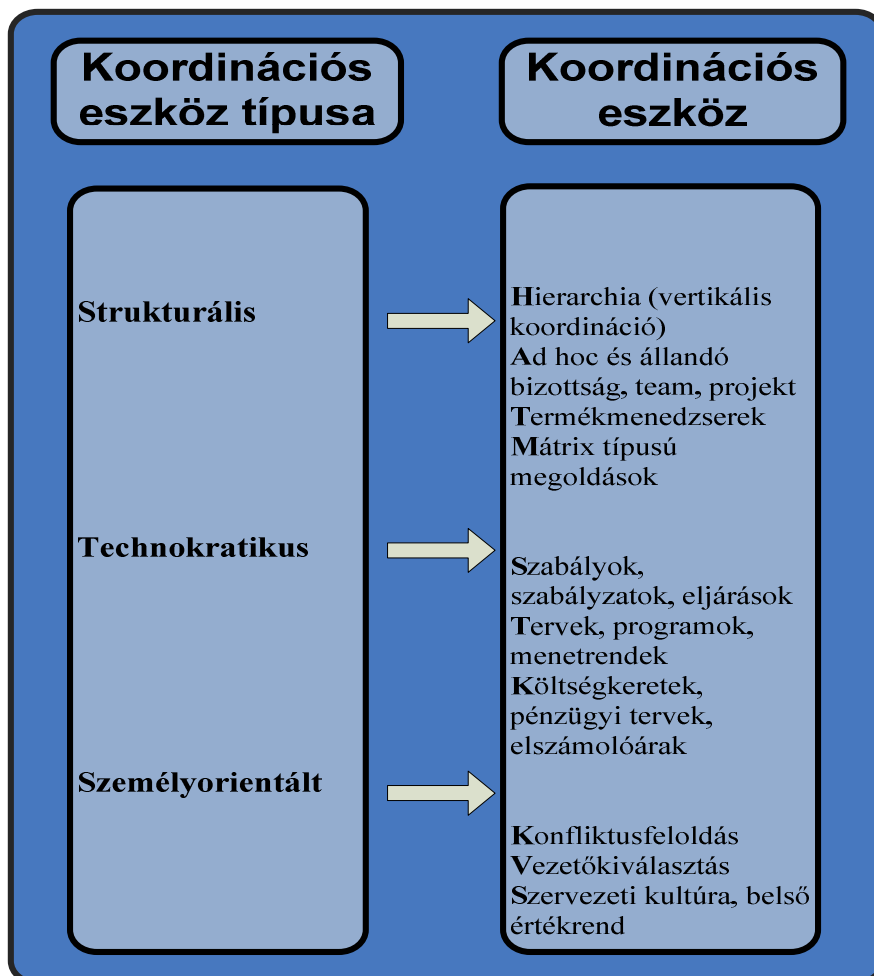 Koordinációs
eszköz típusa
Koordinációs
eszköz
Strukturális
Hierarchia (vertikális
koordináció)
Ad hoc és állandó
bizottság, team, projekt
Termékmenedzserek
Mátrix típusú
megoldások
Technokratikus
Szabályok,
szabályzatok, eljárások
Tervek, programok,
menetrendek
Költségkeretek,
pénzügyi tervek,
elszámolóárak
Személyorientált
Konfliktusfeloldás
Vezetőkiválasztás
Szervezeti kultúra, belső
értékrend